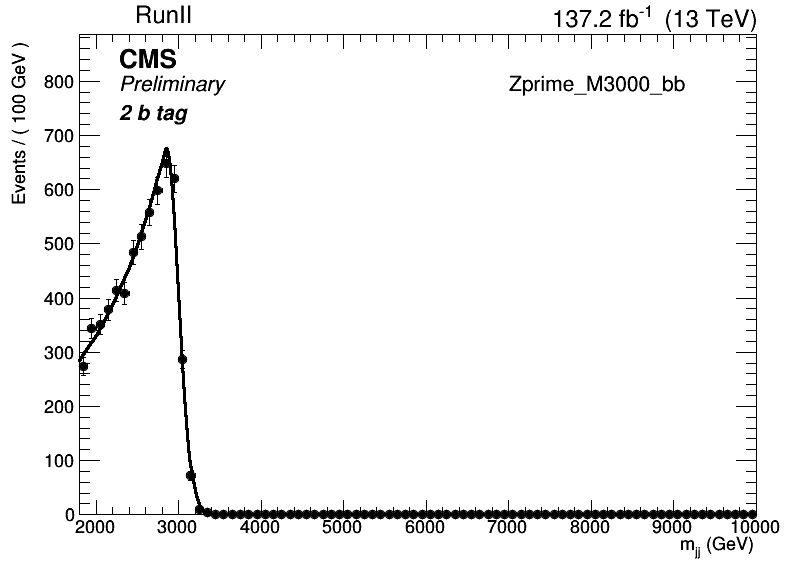 RunII
137.2 fb-1 (13 TeV)
CMS
Preliminary
2 b tag
Zprime_M3000_bb
Events / ( 100 GeV )
800
700
600
500
400
300
200
100
0
2000 3000 4000 5000 6000 7000 8000 9000 10000
mjj (GeV)